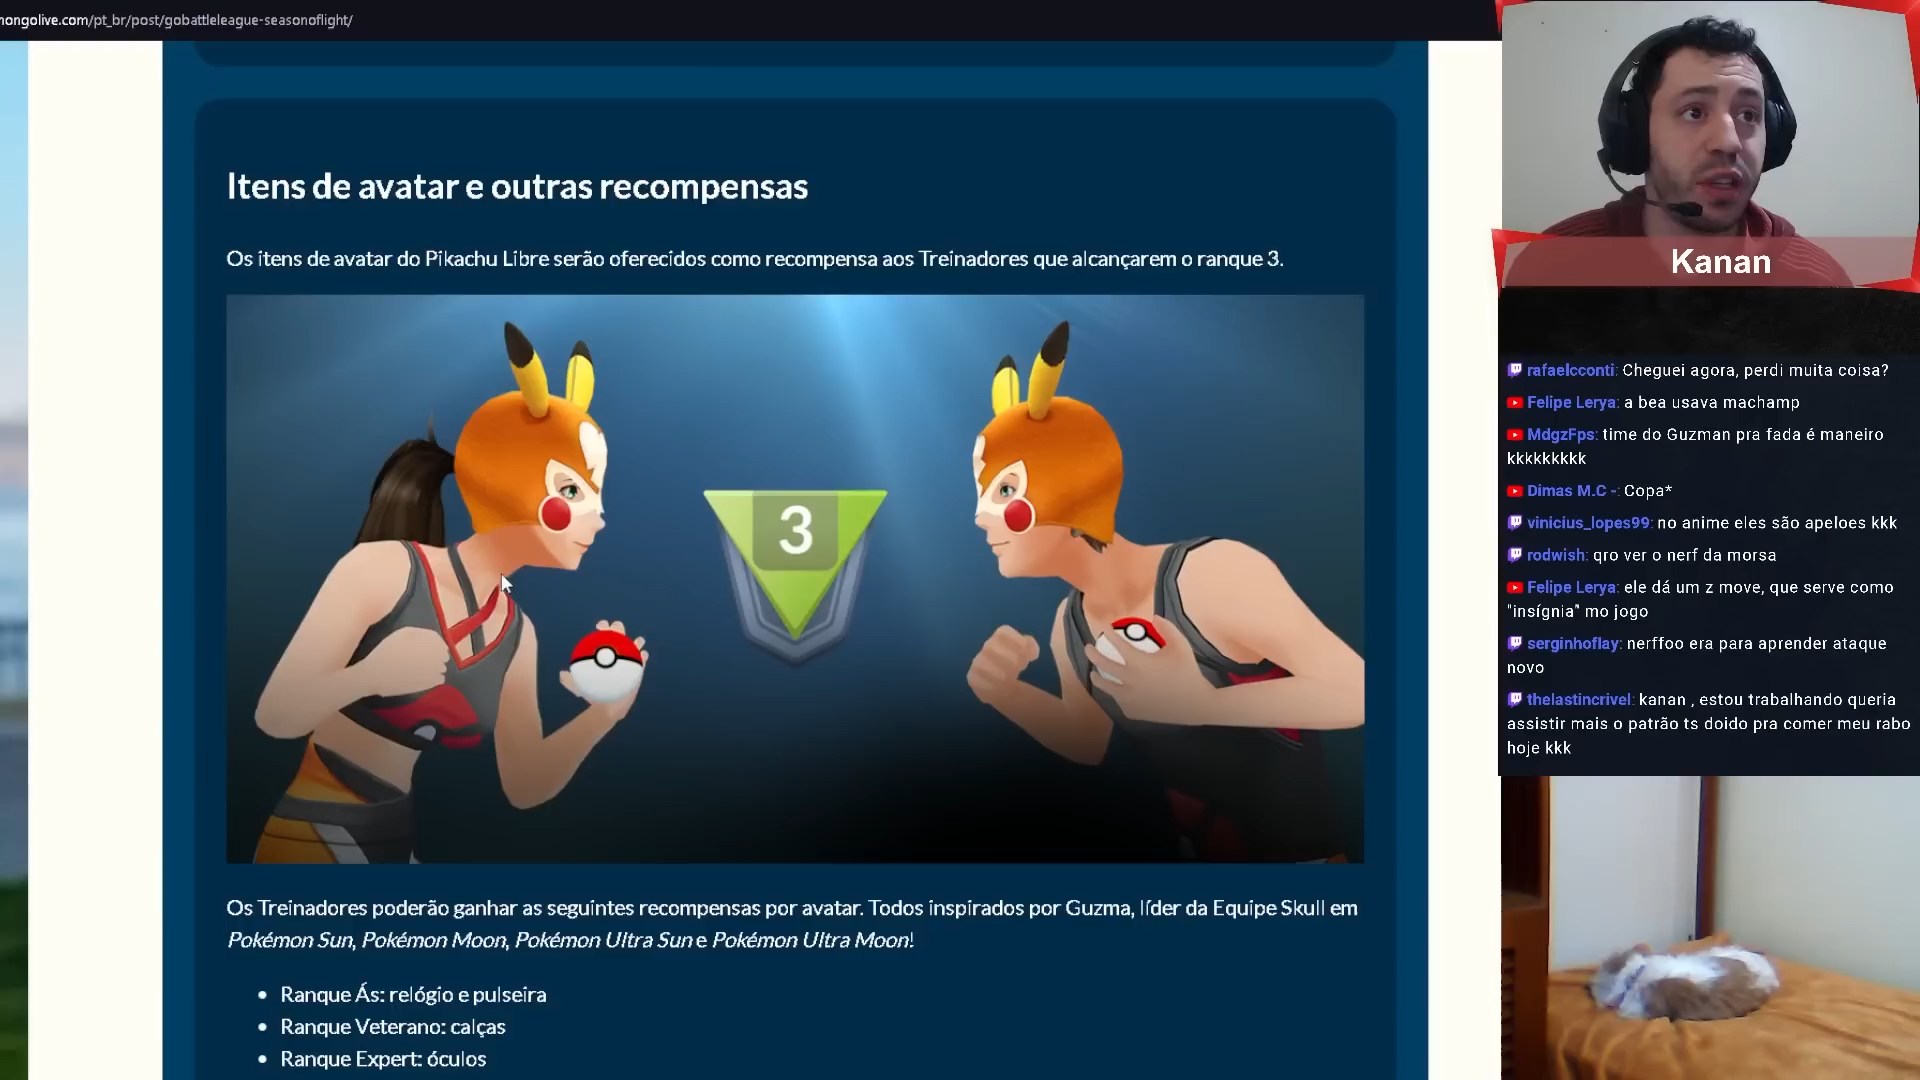 nongolive.com/pt_br/post/gobattleleague-seasonoflight/
Itens de avatar e outras recompensas
Os itens de avatar do Pikachu Libre serão oferecidos como recompensa aos Treinadores que alcançarem o ranque 3.
3
Os Treinadores poderão ganhar as seguintes recompensas por avatar. Todos inspirados por Guzma, líder da Equipe Skull em
Pokémon Sun, Pokémon Moon, Pokémon Ultra Sun e Pokémon Ultra Moon!
• Ranque Ás: relógio e pulseira
• Ranque Veterano: calças
• Ranque Expert: óculos
Kanan
rafaelcconti: Cheguei agora, perdi muita coisa?
Felipe Lerya: a bea usava machamp
MdgzFps: time do Guzman pra fada é maneiro
kkkkkkkkk
Dimas M.C -: Copa*
vinicius_lopes99: no anime eles são apeloes kkk
rodwish: qro ver o nerf da morsa
Felipe Lerya: ele dá um z move, que serve como
"insígnia" mo jogo
serginhoflay: nerffoo era para aprender ataque
novo
thelastincrivel: kanan , estou trabalhando queria
assistir mais o patrão ts doido pra comer meu rabo
hoje kkk